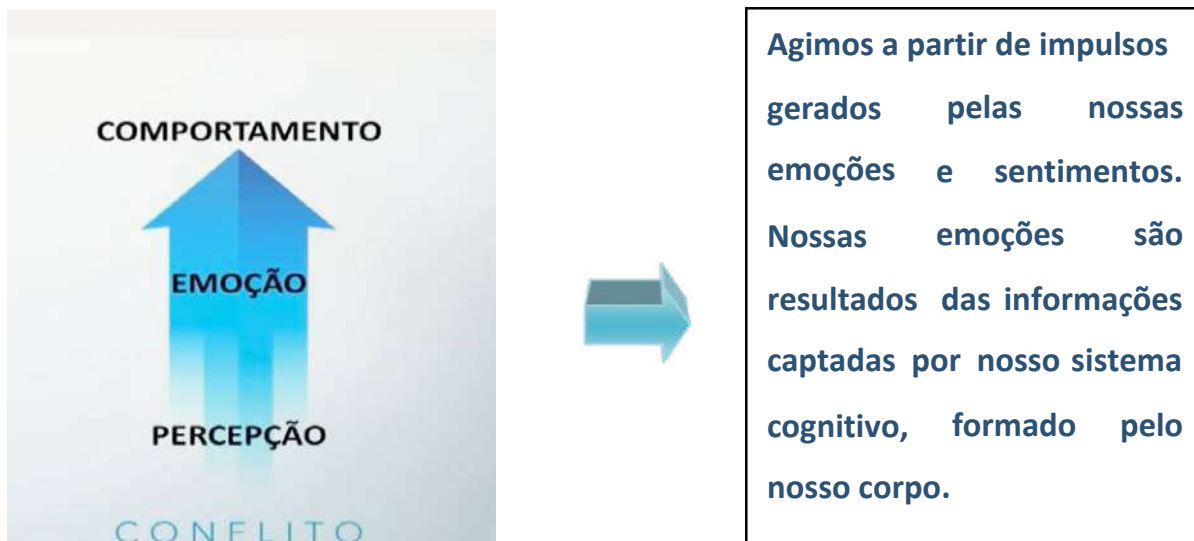 COMPORTAMENTO
EMOÇÃO
PERCEPÇÃO
CONFLITO
Agimos a partir de impulsos
gerados pelas nossas
emoções e sentimentos.
Nossas emoções são
resultados das informações
captadas por nosso sistema
cognitivo, formado pelo
nosso corpo.